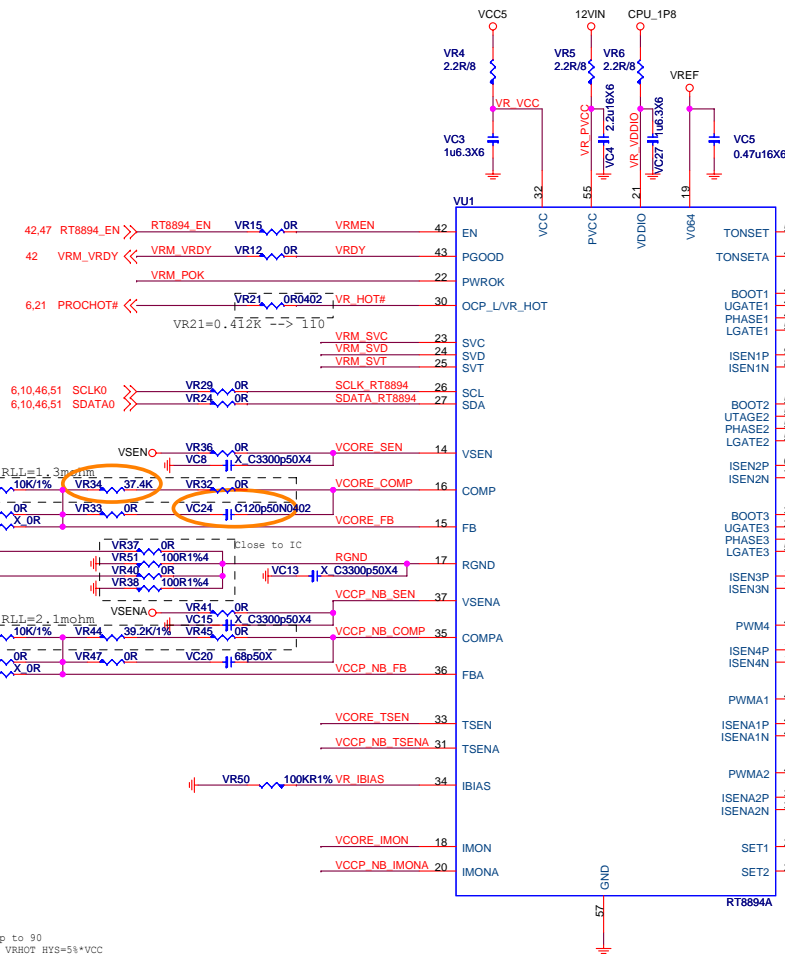 VCC5 12VIN CPU_1P8
VR4 2.2R/8 VR5 2.2R/8 VR6 2.2R/8 VREF
VR_VCC VR_PVCC VR_VDDIO
VC3 1u6.3X6 VC4 2.2u16X6 VC27 1u6.3X6 VC5 0.47u16X6
32 55 21 19
VU1
VCC PVCC VDDIO V064
42,47 RT8894_EN RT8894_EN VR15 0R VRMEN 42 EN
42 VRM_VRDY VRM_VRDY VR12 0R VRDY 43 PGOOD
VRM_POK 22 PWROK
6,21 PROCHOT# VR21 0R0402 VR_HOT# 30 OCP_L/VR_HOT
VR21=0.412K --> 110
VRM_SVC 23 SVC
VRM_SVD 24 SVD
VRM_SVT 25 SVT
6,10,46,51 SCLK0 VR29 0R SCLK_RT8894 26 SCL
6,10,46,51 SDATA0 VR24 0R SDATA_RT8894 27 SDA
VSEN VR36 0R VCORE_SEN 14 VSEN
VC8 X_C3300p50X4
RLL=1.3mohm
10K/1% VR34 37.4K VR32 0R VCORE_COMP 16 COMP
0R VR33 0R VC24 C120p50N0402
X_0R VCORE_FB 15 FB
VR37 0R Close to IC
VR51 100R1%4 RGND 17 RGND
VR40 0R VC13 X_C3300p50X4
VR38 100R1%4
VSENA VR41 0R VCCP_NB_SEN 37 VSENA
VC15 X_C3300p50X4
RLL=2.1mohm
10K/1% VR44 39.2K/1% VR45 0R VCCP_NB_COMP 35 COMPA
0R VR47 0R VC20 68p50X
X_0R VCCP_NB_FB 36 FBA
VCORE_TSEN 33 TSEN
VCCP_NB_TSENA 31 TSENA
VR50 100KR1% VR_IBIAS 34 IBIAS
VCORE_IMON 18 IMON
VCCP_NB_IMONA 20 IMONA
TONSET
TONSETA
BOOT1
UGATE1
PHASE1
LGATE1
ISEN1P
ISEN1N
BOOT2
UTAGE2
PHASE2
LGATE2
ISEN2P
ISEN2N
BOOT3
UGATE3
PHASE3
LGATE3
ISEN3P
ISEN3N
PWM4
ISEN4P
ISEN4N
PWMA1
ISENA1P
ISENA1N
PWMA2
ISENA2P
ISENA2N
SET1
SET2
GND
57
RT8894A
p to 90
VRHOT HYS=5%*VCC